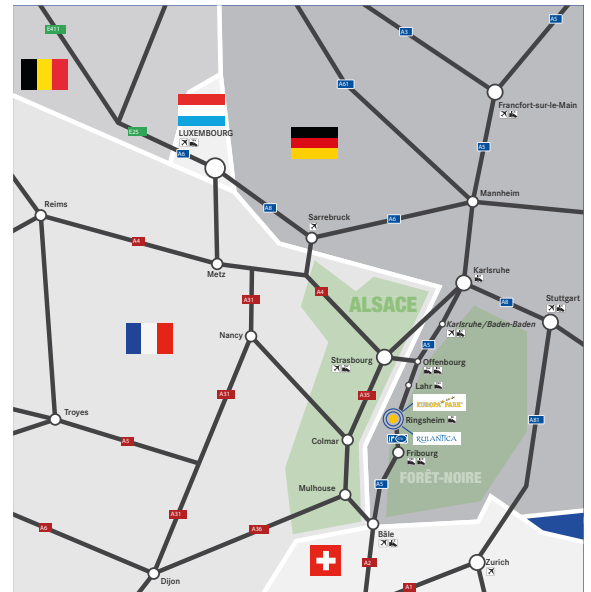 E411
A3
A5
A61
Francfort-sur-le-Main
E25
LUXEMBOURG
A5
A6
Mannheim
Reims
A8
Sarrebruck
A6
A4
Metz
Karlsruhe
A4
A31
ALSACE
A8
Stuttgart
Karlsruhe/Baden-Baden
Nancy
A5
Strasbourg
Offenbourg
Lahr
A31
A35
EUROPA PARK
Troyes
Ringsheim
A81
A5
Colmar
RULANTICA
Fribourg
FORÊT-NOIRE
Mulhouse
A5
A31
A6
A36
Bâle
A2
Zurich
Dijon
A1